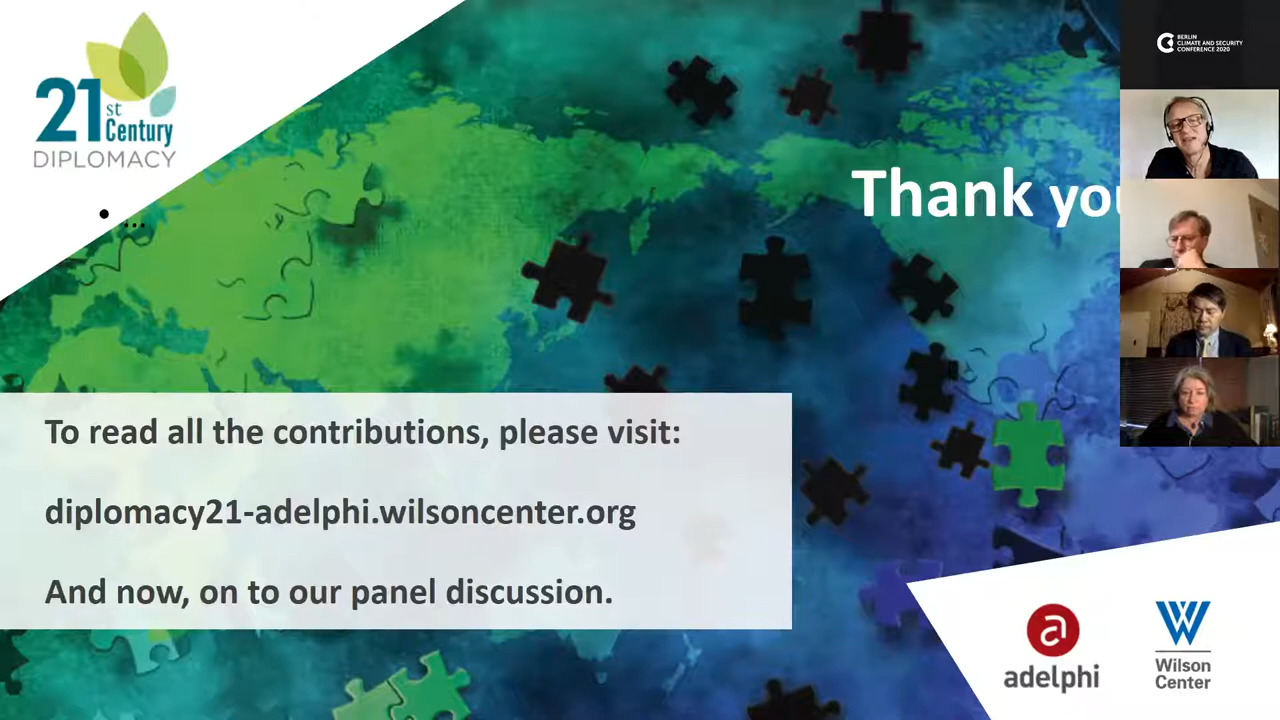 21st Century
DIPLOMACY
• ...
Thank you
To read all the contributions, please visit:
diplomacy21-adelphi.wilsoncenter.org
And now, on to our panel discussion.
BERLIN
CLIMATE AND SECURITY
CONFERENCE 2020
adelphi
Wilson
Center